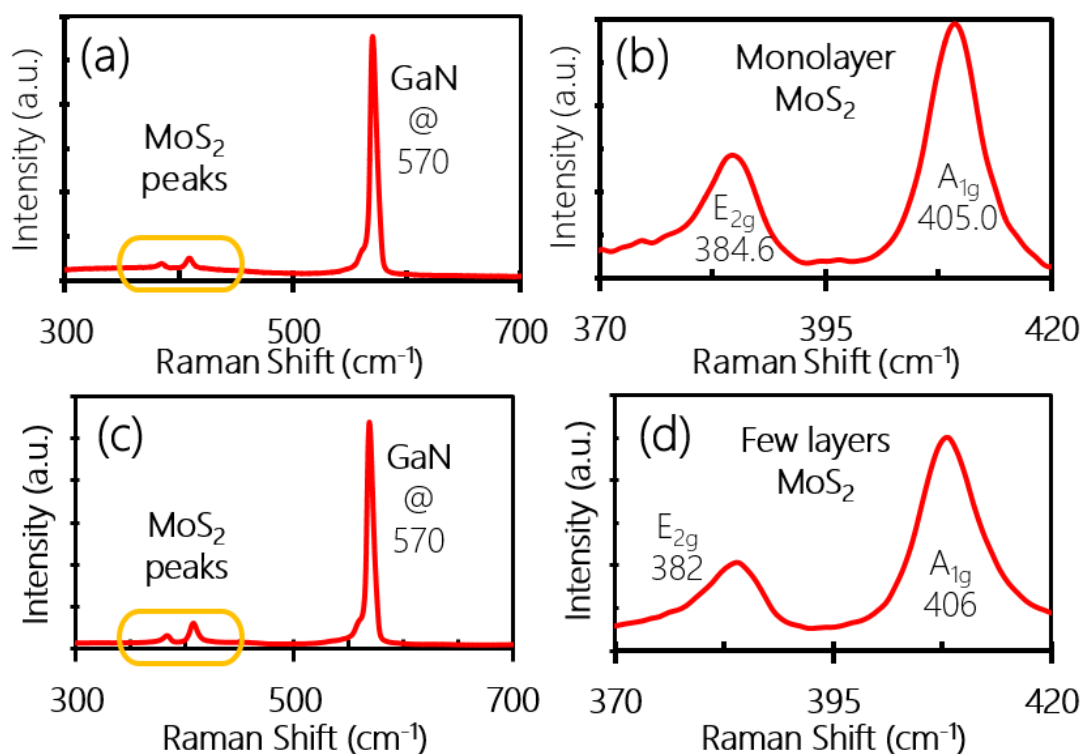 (a)
Intensity (a.u.)
MoS₂
peaks
GaN
@
570
300
500
700
Raman Shift (cm⁻¹)
(b)
Intensity (a.u.)
Monolayer
MoS₂
E₂g
384.6
A₁g
405.0
370
395
420
Raman Shift (cm⁻¹)
(c)
Intensity (a.u.)
MoS₂
peaks
GaN
@
570
300
500
700
Raman Shift (cm⁻¹)
(d)
Intensity (a.u.)
Few layers
MoS₂
E₂g
382
A₁g
406
370
395
420
Raman Shift (cm⁻¹)